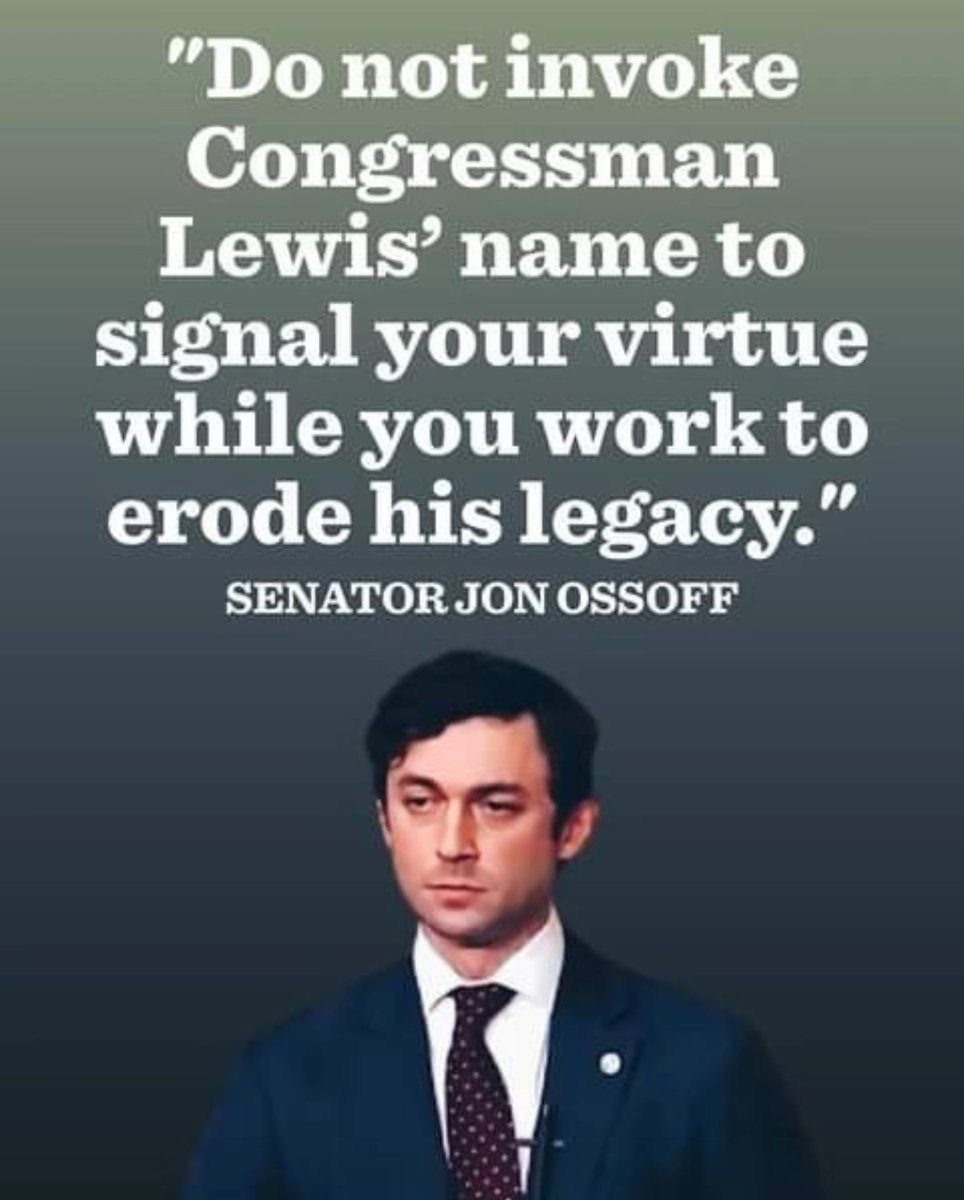 "Do not invoke
Congressman
Lewis’ name to
signal your virtue
while you work to
erode his legacy."
SENATOR JON OSSOFF